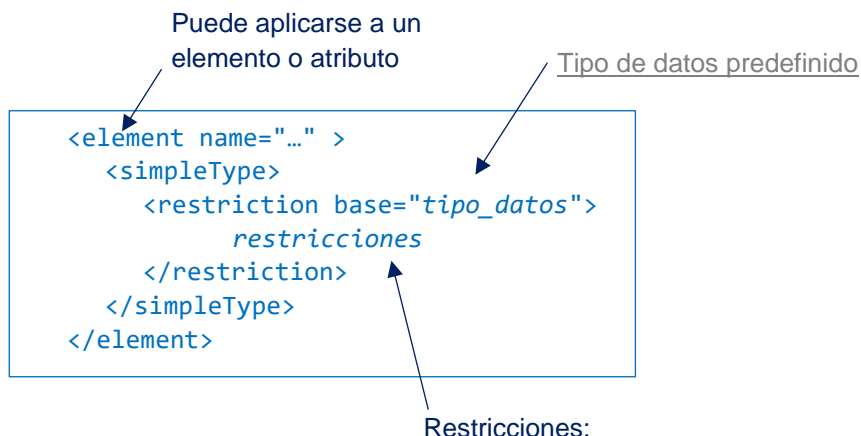 Puede aplicarse a un
elemento o atributo
Tipo de datos predefinido
<element name="…" >
<simpleType>
<restriction base="tipo_datos">
restricciones
</restriction>
</simpleType>
</element>
Restricciones: